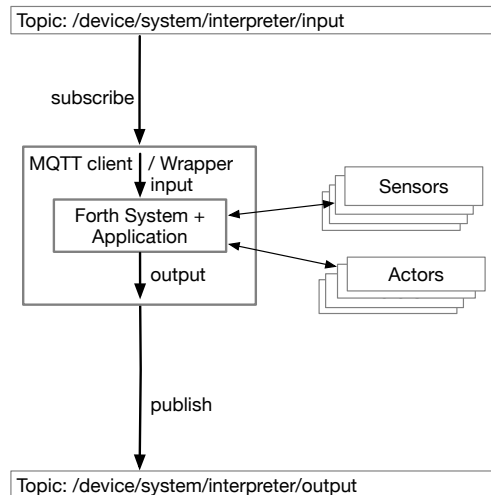 Topic: /device/system/interpreter/input
subscribe
MQTT client / Wrapper
input
Forth System +
Application
output
Sensors
Actors
publish
Topic: /device/system/interpreter/output